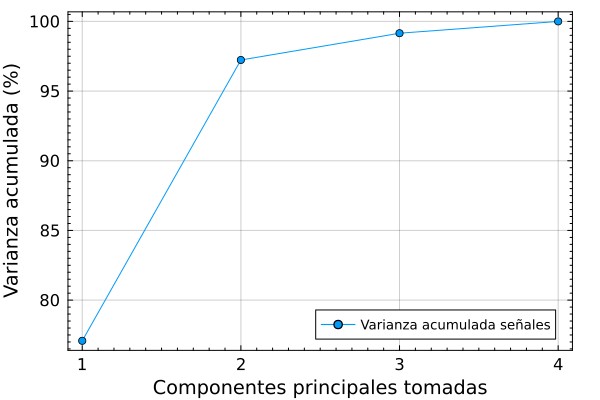 100
95
90
85
80
Varianza acumulada (%)
Varianza acumulada señales
1 2 3 4
Componentes principales tomadas